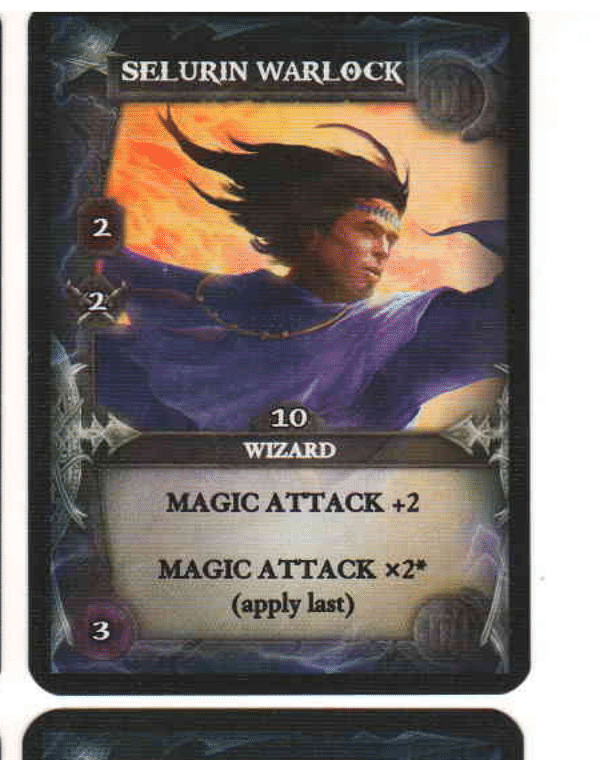 SELURIN WARLOCK
2
2
10
WIZARD
MAGIC ATTACK +2
MAGIC ATTACK ×2*
(apply last)
3